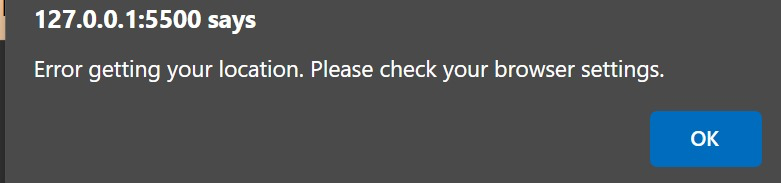 127.0.0.1:5500 says
Error getting your location. Please check your browser settings.
OK